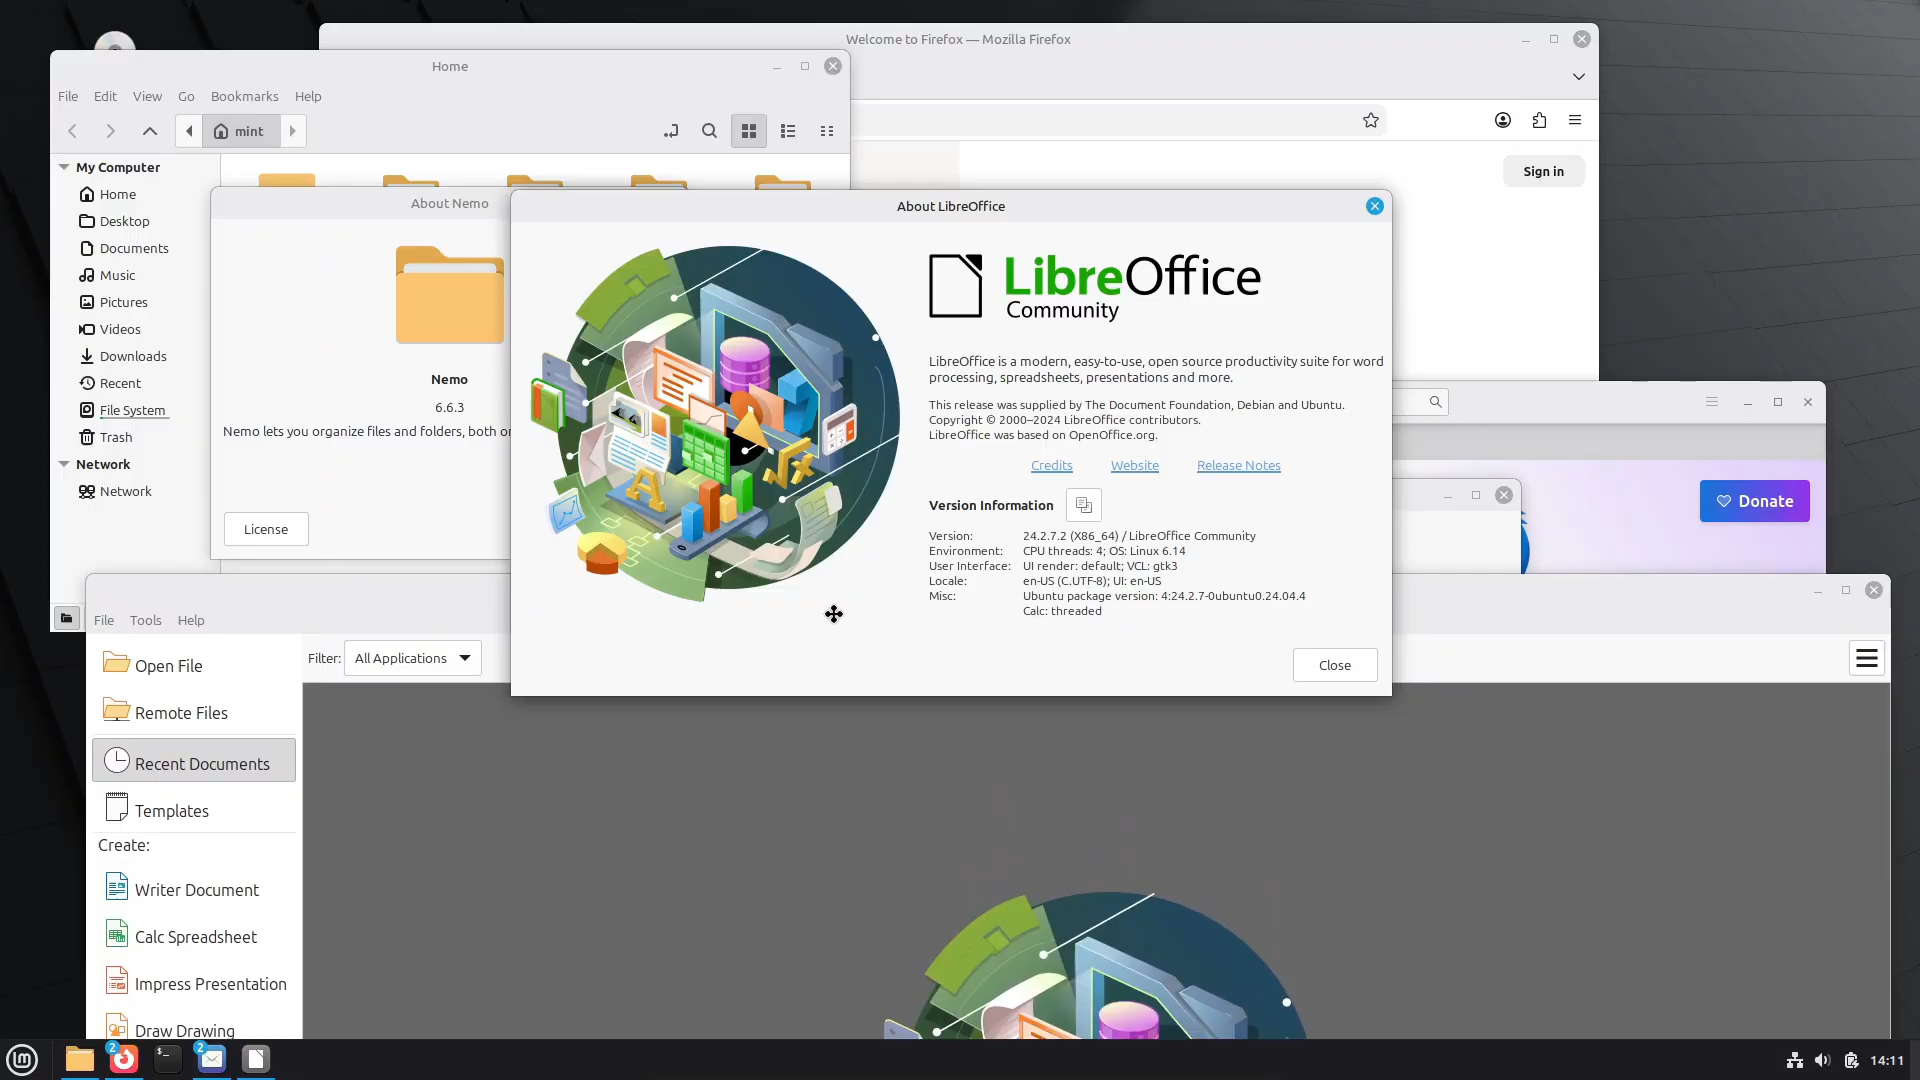 Welcome to Firefox — Mozilla Firefox
Home
File Edit View Go Bookmarks Help
mint
Sign in
My Computer
Home
Desktop
Documents
Music
Pictures
Videos
Downloads
Recent
File System
Trash
Network
Network
About Nemo
Nemo
6.6.3
Nemo lets you organize files and folders, both on
License
About LibreOffice
LibreOffice
Community
LibreOffice is a modern, easy-to-use, open source productivity suite for word
processing, spreadsheets, presentations and more.
This release was supplied by The Document Foundation, Debian and Ubuntu.
Copyright © 2000–2024 LibreOffice contributors.
LibreOffice was based on OpenOffice.org.
Credits Website Release Notes
Version Information
Version: 24.2.7.2 (X86_64) / LibreOffice Community
Environment: CPU threads: 4; OS: Linux 6.14
User Interface: UI render: default; VCL: gtk3
Locale: en-US (C.UTF-8); UI: en-US
Misc: Ubuntu package version: 4:24.2.7-0ubuntu0.24.04.4
Calc: threaded
Close
Donate
File Tools Help
Filter: All Applications
Open File
Remote Files
Recent Documents
Templates
Create:
Writer Document
Calc Spreadsheet
Impress Presentation
Draw Drawing
2 2
14:11